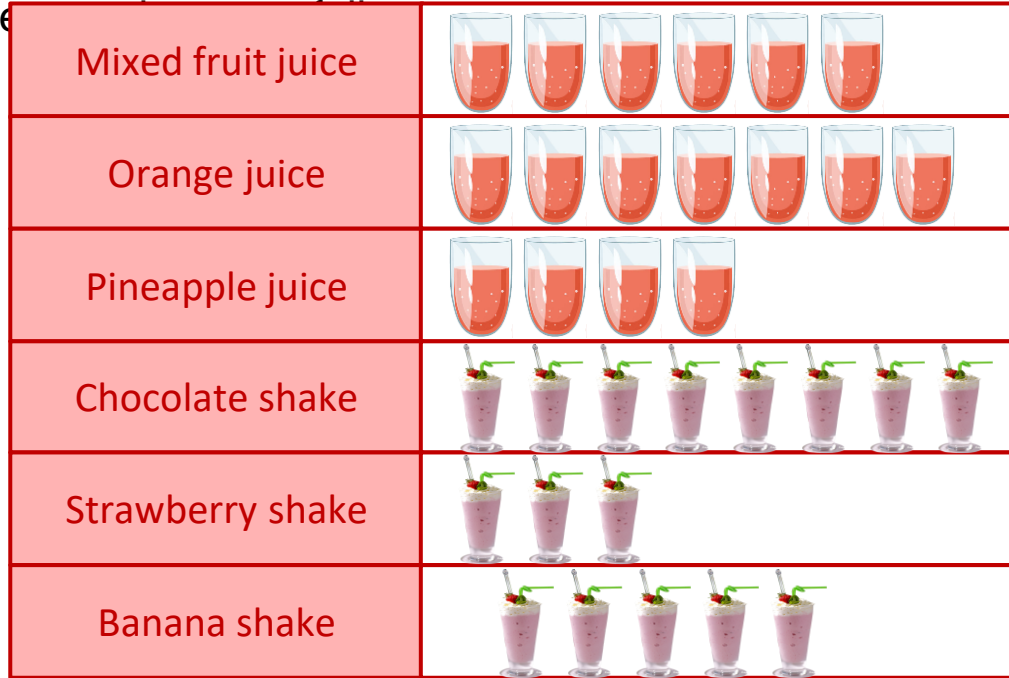 Mixed fruit juice
Orange juice
Pineapple juice
Chocolate shake
Strawberry shake
Banana shake